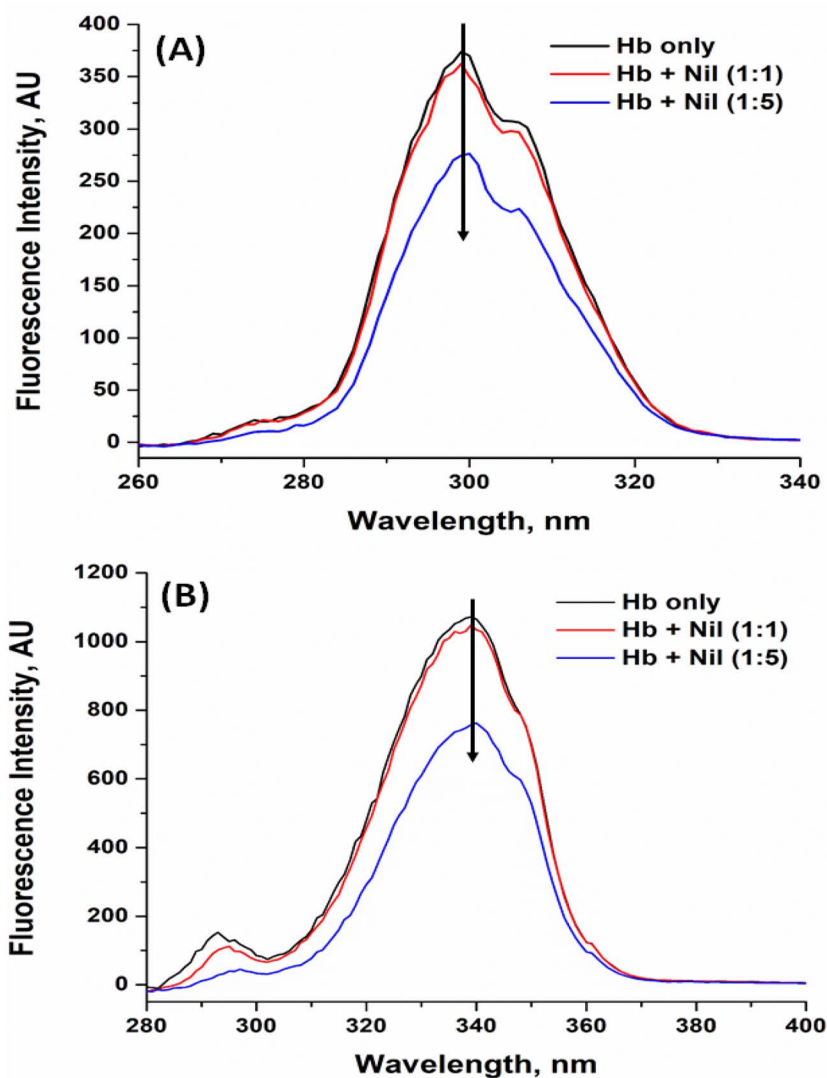 (A)
Hb only
Hb + Nil (1:1)
Hb + Nil (1:5)
Fluorescence Intensity, AU
400
350
300
250
200
150
100
50
0
260 280 300 320 340
Wavelength, nm
(B)
Hb only
Hb + Nil (1:1)
Hb + Nil (1:5)
Fluorescence Intensity, AU
1200
1000
800
600
400
200
0
280 300 320 340 360 380 400
Wavelength, nm